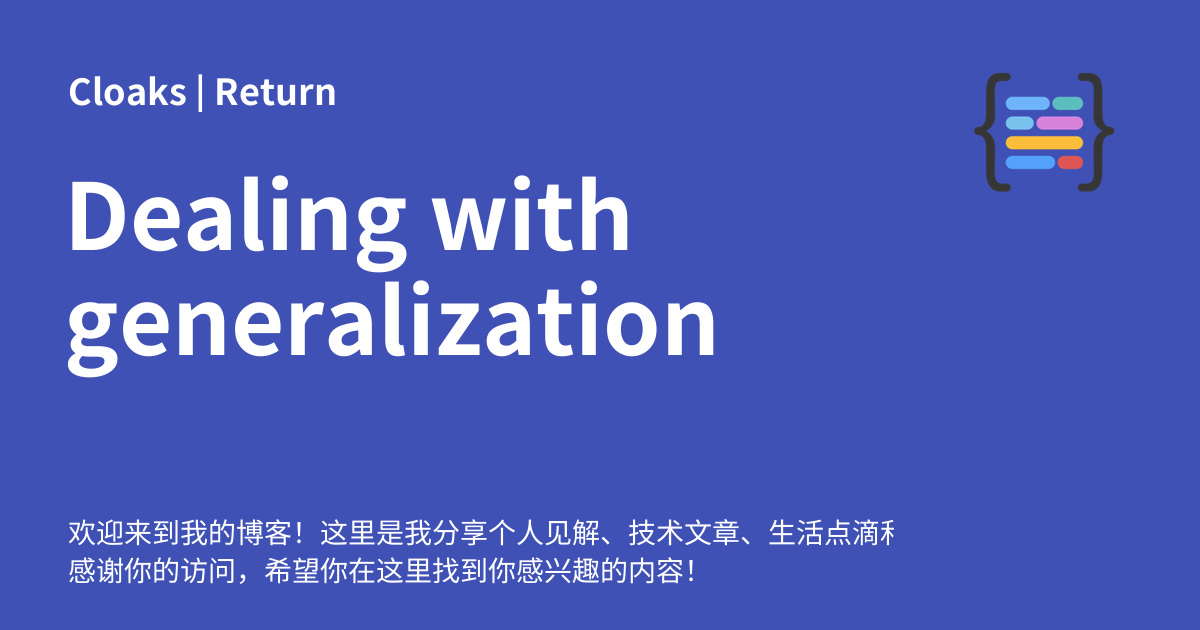 Cloaks | Return
Dealing with
generalization
欢迎来到我的博客！这里是我分享个人见解、技术文章、生活点滴
感谢你的访问，希望你在这里找到你感兴趣的内容！